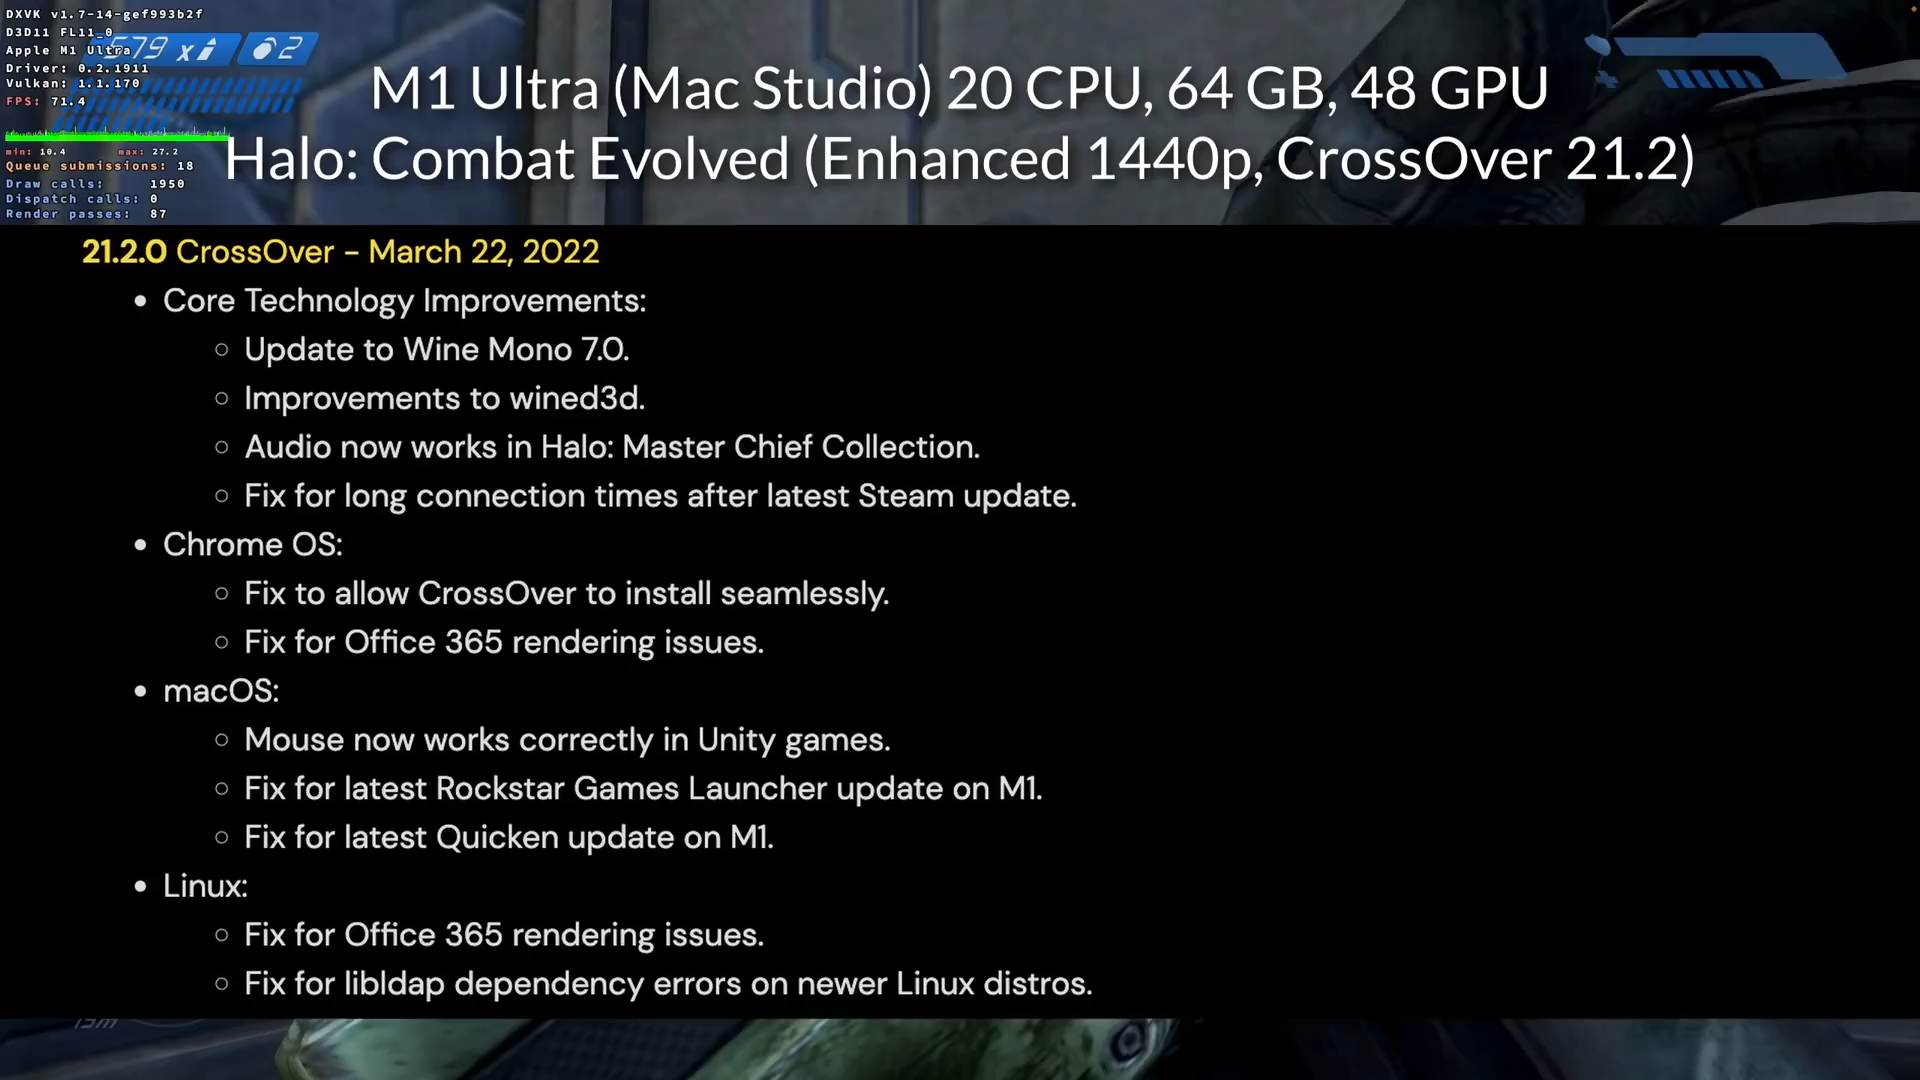 DXVK v1.7-14-gef993b2f
D3D11 FL11_0
Apple M1 Ultra
Driver: 0.2.1911
Vulkan: 1.1.170
FPS: 71.4
min: 10.4 max: 27.2
Queue submissions: 18
Draw calls: 1950
Dispatch calls: 0
Render passes: 87
579 x
2
M1 Ultra (Mac Studio) 20 CPU, 64 GB, 48 GPU
Halo: Combat Evolved (Enhanced 1440p, CrossOver 21.2)
21.2.0 CrossOver – March 22, 2022
• Core Technology Improvements:
○ Update to Wine Mono 7.0.
○ Improvements to wined3d.
○ Audio now works in Halo: Master Chief Collection.
○ Fix for long connection times after latest Steam update.
• Chrome OS:
○ Fix to allow CrossOver to install seamlessly.
○ Fix for Office 365 rendering issues.
• macOS:
○ Mouse now works correctly in Unity games.
○ Fix for latest Rockstar Games Launcher update on M1.
○ Fix for latest Quicken update on M1.
• Linux:
○ Fix for Office 365 rendering issues.
○ Fix for libldap dependency errors on newer Linux distros.